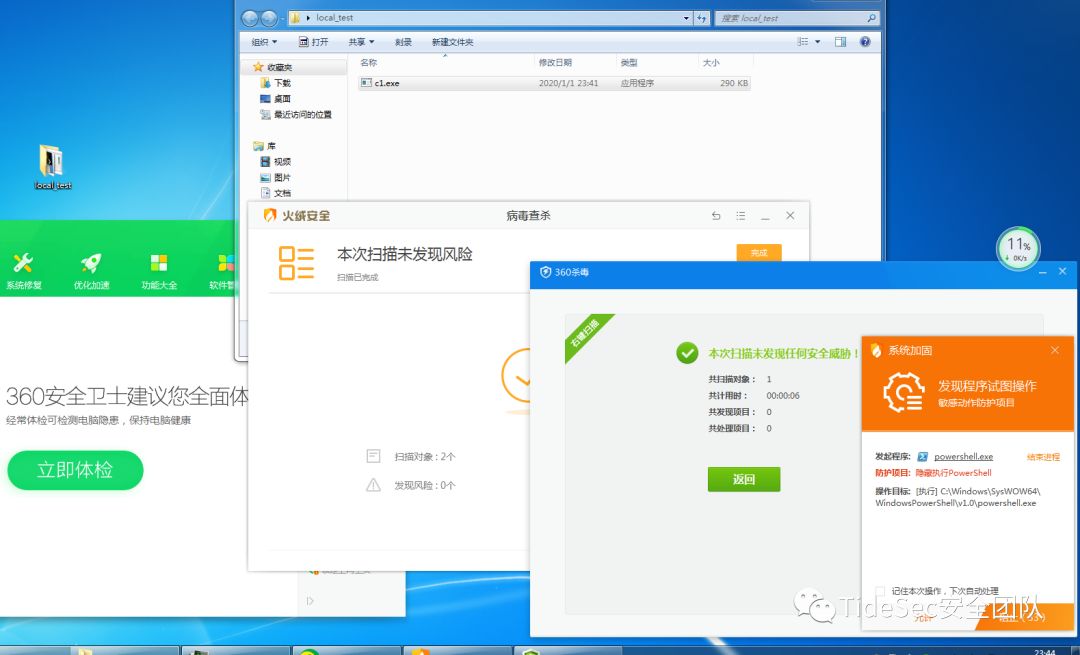 local_test
搜索 local_test
组织
打开
共享
刻录
新建文件夹
名称
修改日期
类型
大小
收藏夹
下载
桌面
最近访问的位置
库
视频
图片
文档
c1.exe
2020/1/1 23:41
应用程序
290 KB
local_test
系统修复
优化加速
功能大全
360安全卫士建议您全面体
经常体检可检测电脑隐患，保持电脑健康
立即体检
火绒安全
病毒查杀
本次扫描未发现风险
扫描已完成
完成
扫描对象：2个
发现风险：0个
360杀毒
右键扫描
本次扫描未发现任何安全威胁！
共扫描对象： 1
共计用时： 00:00:06
共发现项目： 0
共处理项目： 0
返回
11%
0K/s
系统加固
发现程序试图操作
敏感动作防护项目
发起程序: powershell.exe 结束进程
防护项目: 隐藏执行PowerShell
操作目标: [执行] C:\Windows\SysWOW64\
WindowsPowerShell\v1.0\powershell.exe
记住本次操作，下次自动处理
TideSec安全团队
23:44